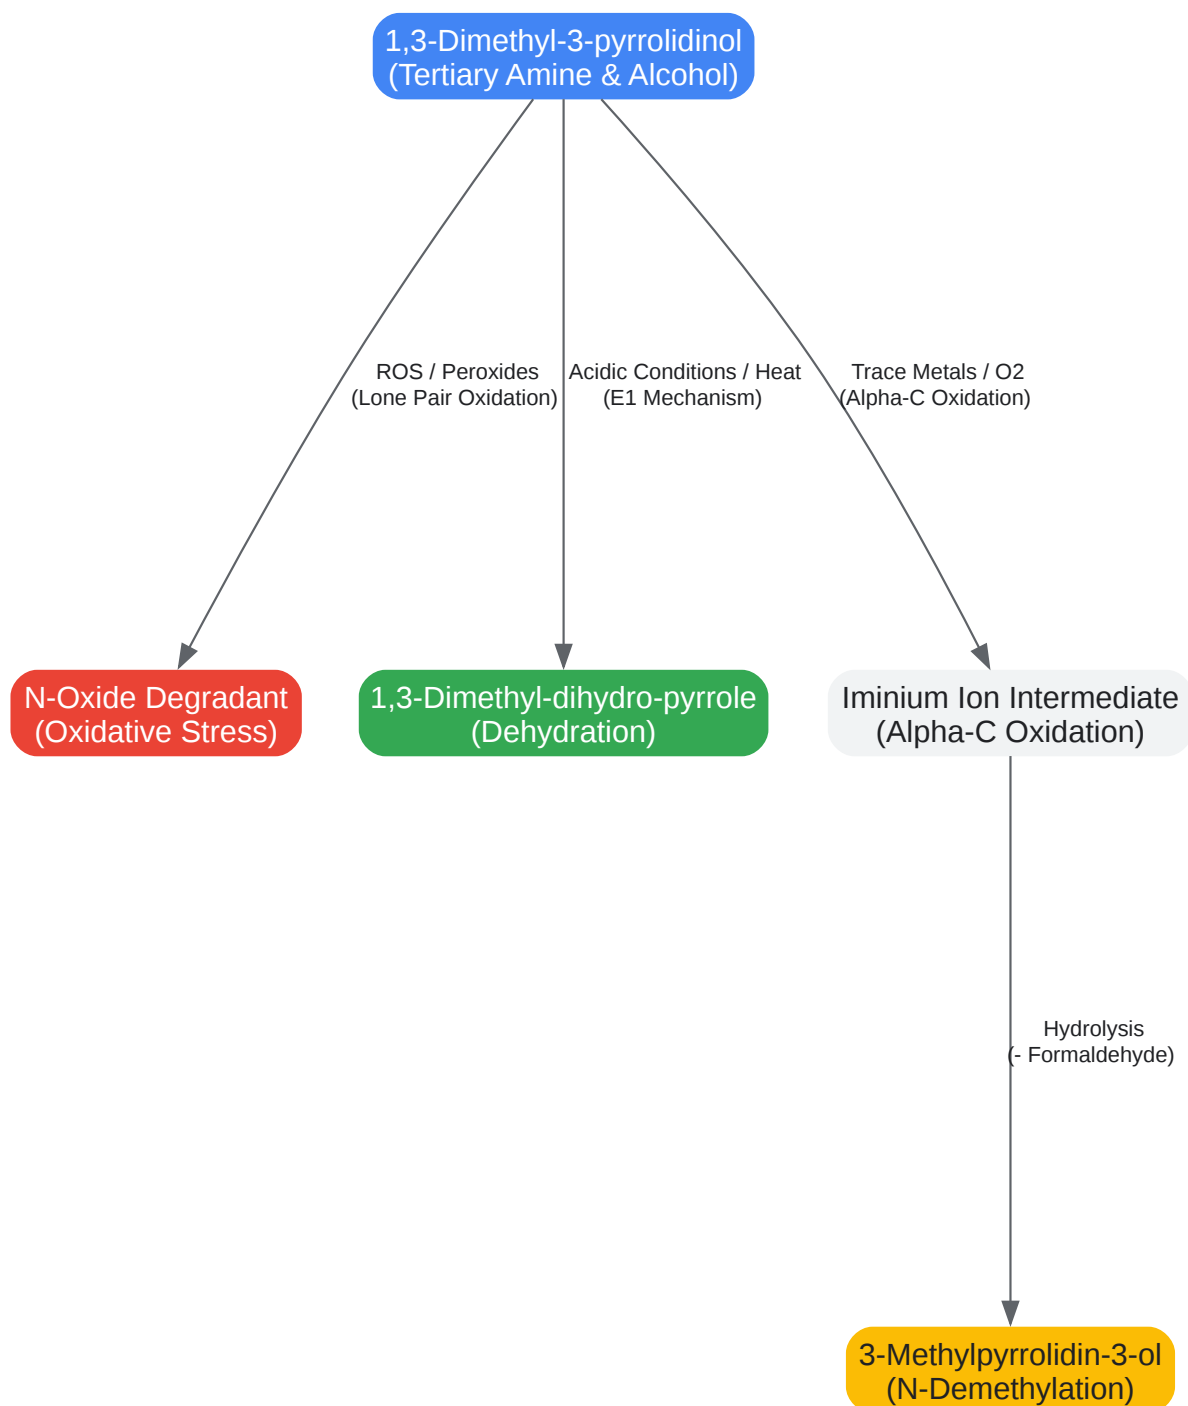 1,3-Dimethyl-3-pyrrolidinol
(Tertiary Amine & Alcohol)
ROS / Peroxides
(Lone Pair Oxidation)
Acidic Conditions / Heat
(E1 Mechanism)
Trace Metals / O2
(Alpha-C Oxidation)
N-Oxide Degradant
(Oxidative Stress)
1,3-Dimethyl-dihydro-pyrrole
(Dehydration)
Iminium Ion Intermediate
(Alpha-C Oxidation)
Hydrolysis
(- Formaldehyde)
3-Methylpyrrolidin-3-ol
(N-Demethylation)